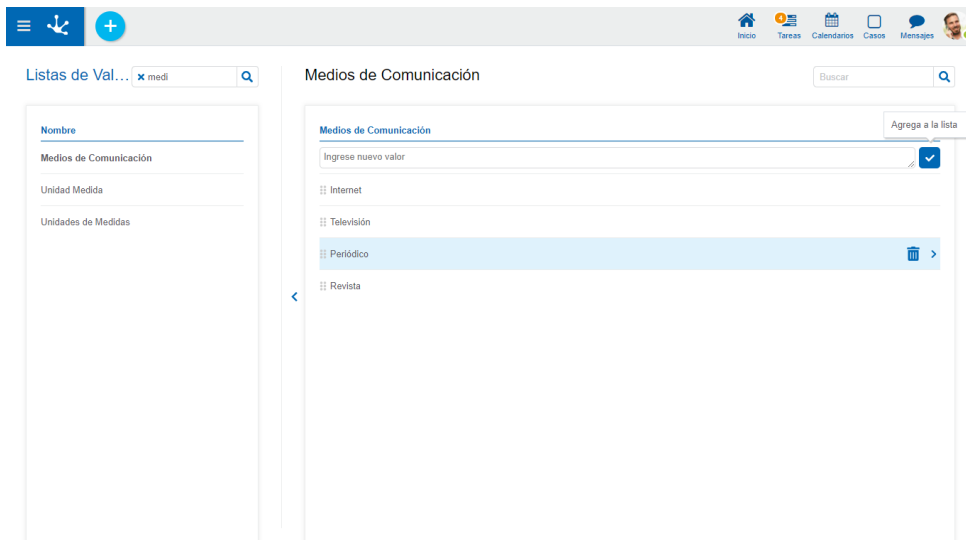 4
Inicio Tareas Calendarios Casos Mensajes
Listas de Val... medi
Nombre
Medios de Comunicación
Unidad Medida
Unidades de Medidas
Medios de Comunicación
Buscar
Agrega a la lista
Medios de Comunicación
Ingrese nuevo valor
Internet
Televisión
Periódico
Revista